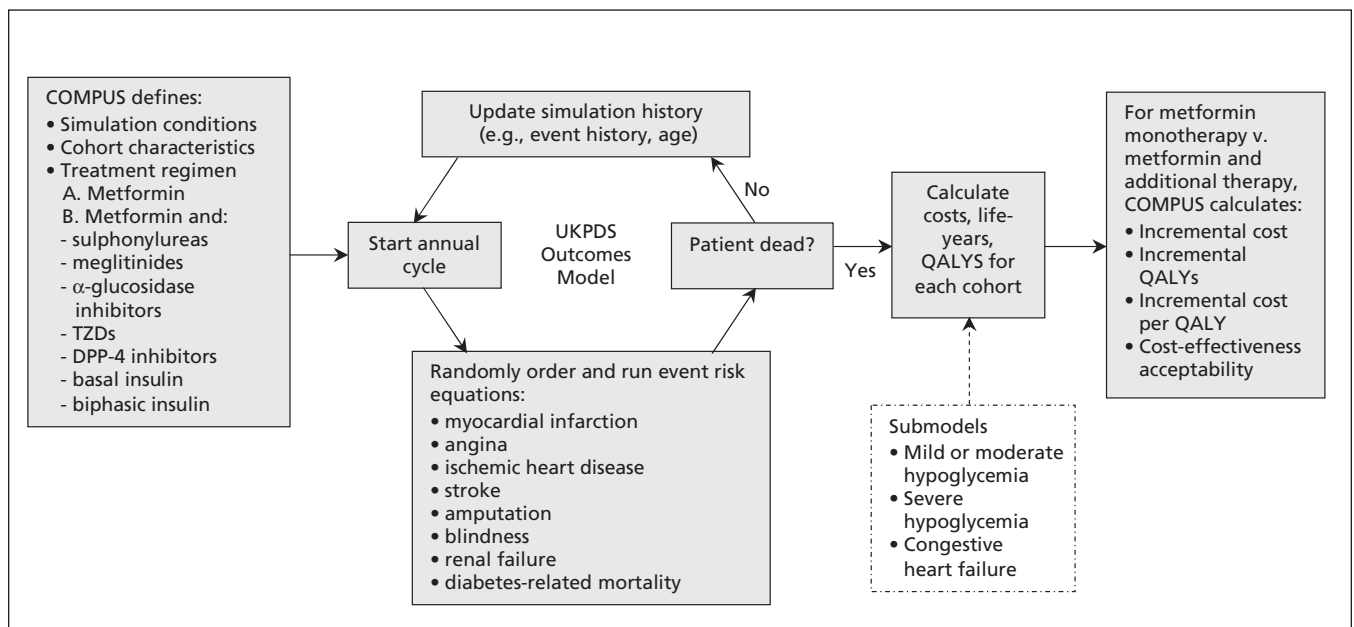 COMPUS defines:
• Simulation conditions
• Cohort characteristics
• Treatment regimen
A. Metformin
B. Metformin and:
- sulphonylureas
- meglitinides
- α-glucosidase
inhibitors
- TZDs
- DPP-4 inhibitors
- basal insulin
- biphasic insulin
Update simulation history
(e.g., event history, age)
Start annual
cycle
UKPDS
Outcomes
Model
Randomly order and run event risk
equations:
• myocardial infarction
• angina
• ischemic heart disease
• stroke
• amputation
• blindness
• renal failure
• diabetes-related mortality
Patient dead?
No
Yes
Calculate
costs, life-
years,
QALYS for
each cohort
Submodels
• Mild or moderate
hypoglycemia
• Severe
hypoglycemia
• Congestive
heart failure
For metformin
monotherapy v.
metformin and
additional therapy,
COMPUS calculates:
• Incremental cost
• Incremental
QALYs
• Incremental cost
per QALY
• Cost-effectiveness
acceptability